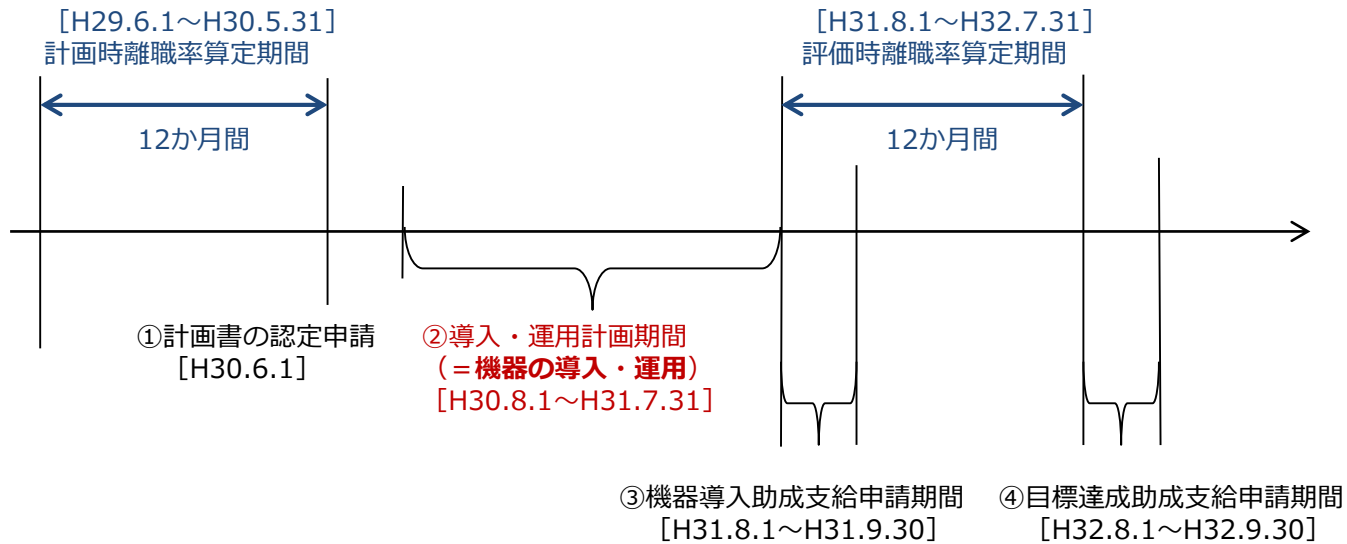 ［H29.6.1～H30.5.31］
計画時離職率算定期間
［H31.8.1～H32.7.31］
評価時離職率算定期間
12か月間
12か月間
①計画書の認定申請
［H30.6.1］
②導入・運用計画期間
（＝機器の導入・運用）
［H30.8.1～H31.7.31］
③機器導入助成支給申請期間
［H31.8.1～H31.9.30］
④目標達成助成支給申請期間
［H32.8.1～H32.9.30］